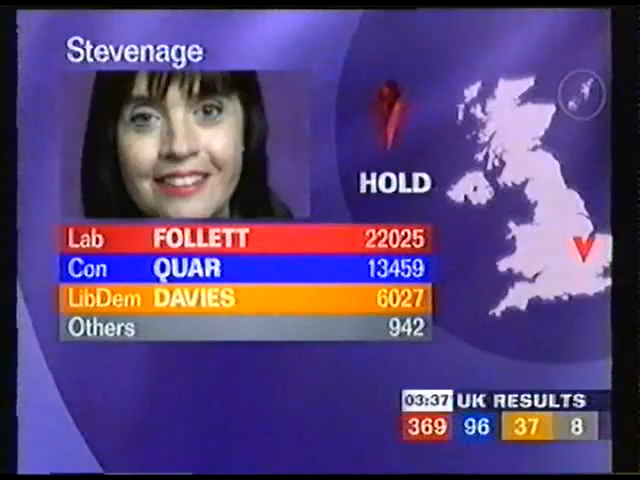 Stevenage
HOLD
Lab FOLLETT 22025
Con QUAR 13459
LibDem DAVIES 6027
Others 942
03:37 UK RESULTS
369 96 37 8